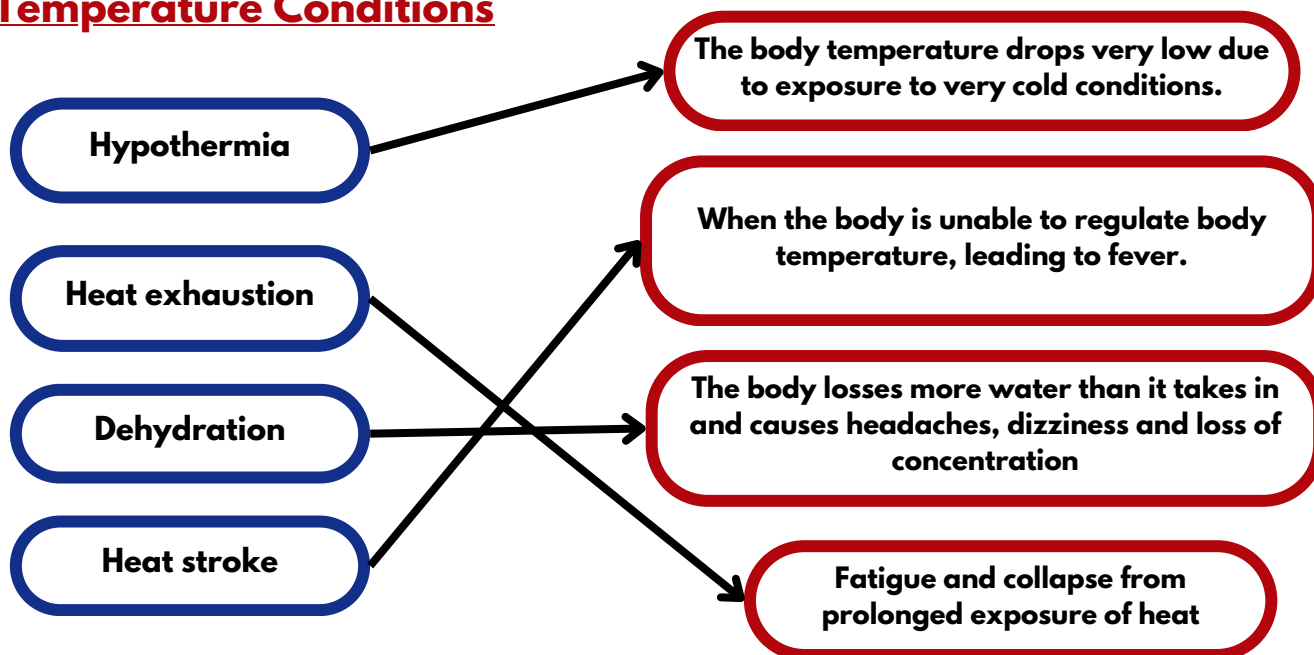 Temperature Conditions
The body temperature drops very low due
to exposure to very cold conditions.
Hypothermia
When the body is unable to regulate body
temperature, leading to fever.
Heat exhaustion
The body losses more water than it takes in
and causes headaches, dizziness and loss of
concentration
Dehydration
Heat stroke
Fatigue and collapse from
prolonged exposure of heat